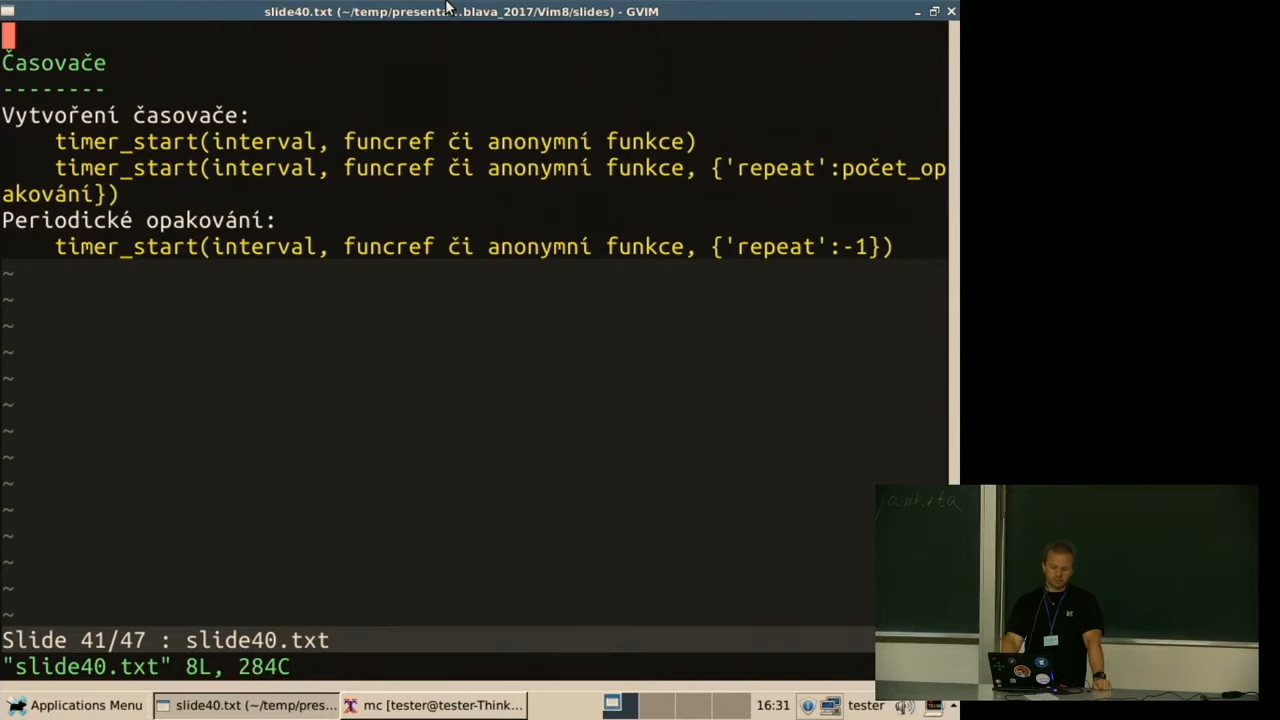 slide40.txt (~/temp/presenta...blava_2017/Vim8/slides) - GVIM
Časovače
--------
Vytvoření časovače:
timer_start(interval, funcref či anonymní funkce)
timer_start(interval, funcref či anonymní funkce, {'repeat':počet_op
akování})
Periodické opakování:
timer_start(interval, funcref či anonymní funkce, {'repeat':-1})
~
~
~
~
~
~
~
~
~
~
~
~
~
~
Slide 41/47 : slide40.txt
"slide40.txt" 8L, 284C
anketa
Applications Menu
slide40.txt (~/temp/pres...
mc [tester@tester-Think...
16:31
tester